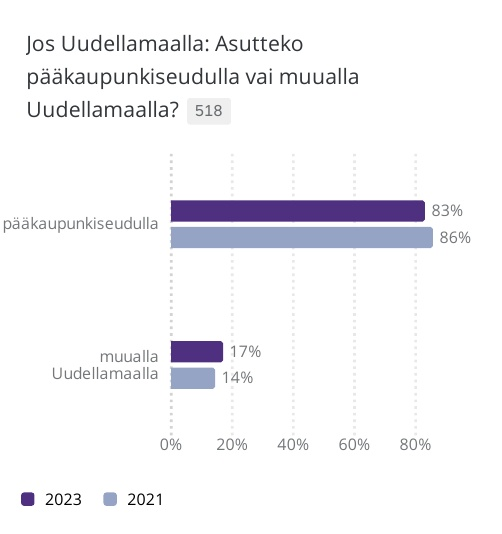 Jos Uudellamaalla: Asutteko
pääkaupunkiseudulla vai muualla
Uudellamaalla? 518
pääkaupunkiseudulla
83%
86%
muualla
Uudellamaalla
17%
14%
0% 20% 40% 60% 80%
2023 2021